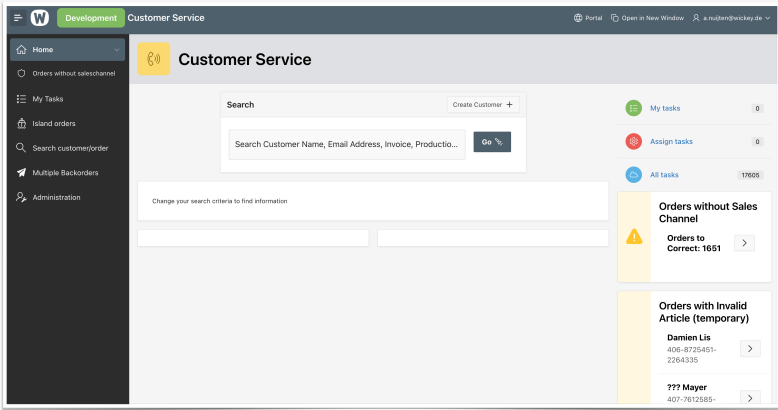 W Development Customer Service
Portal Open in New Window a.nuijten@wickey.de
Home
Orders without saleschannel
My Tasks
Island orders
Search customer/order
Multiple Backorders
Administration
Customer Service
Search
Create Customer +
Search Customer Name, Email Address, Invoice, Productio...
Go
Change your search criteria to find information
My tasks 0
Assign tasks 0
All tasks 17605
Orders without Sales
Channel
Orders to
Correct: 1651
Orders with Invalid
Article (temporary)
Damien Lis
406-8725451-
2264335
??? Mayer
407-7612585-